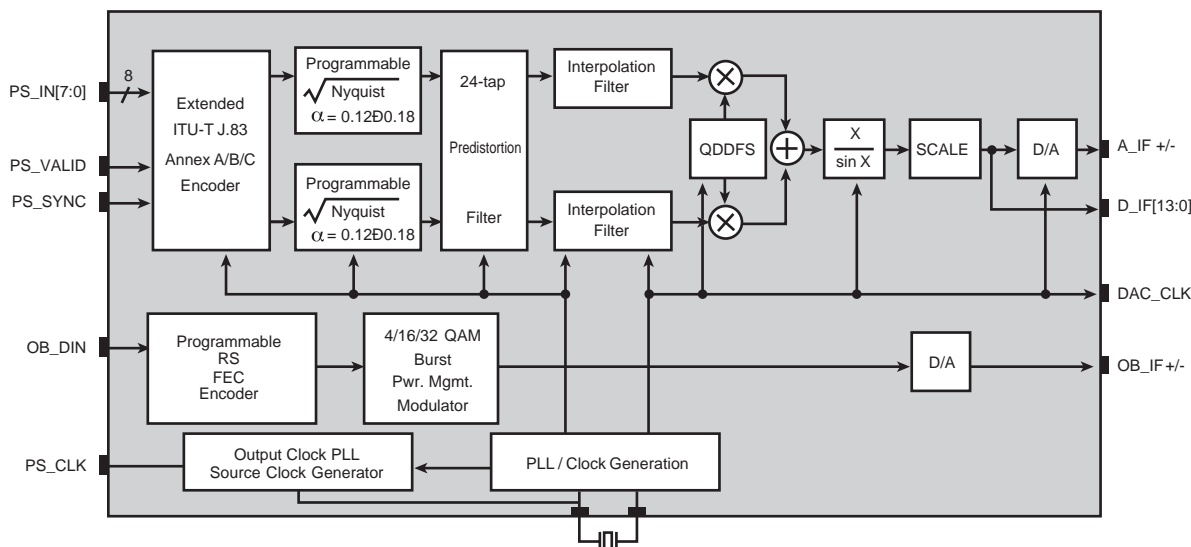 8
PS_IN[7:0]
PS_VALID
PS_SYNC
Extended
ITU-T J.83
Annex A/B/C
Encoder
Programmable
√Nyquist
α = 0.12Ð0.18
Programmable
√Nyquist
α = 0.12Ð0.18
24-tap
Predistortion
Filter
Interpolation
Filter
Interpolation
Filter
×
×
QDDFS
+
X
sin X
SCALE
D/A
A_IF +/-
D_IF[13:0]
DAC_CLK
OB_DIN
Programmable
RS
FEC
Encoder
4/16/32 QAM
Burst
Pwr. Mgmt.
Modulator
D/A
OB_IF +/-
PS_CLK
Output Clock PLL
Source Clock Generator
PLL / Clock Generation